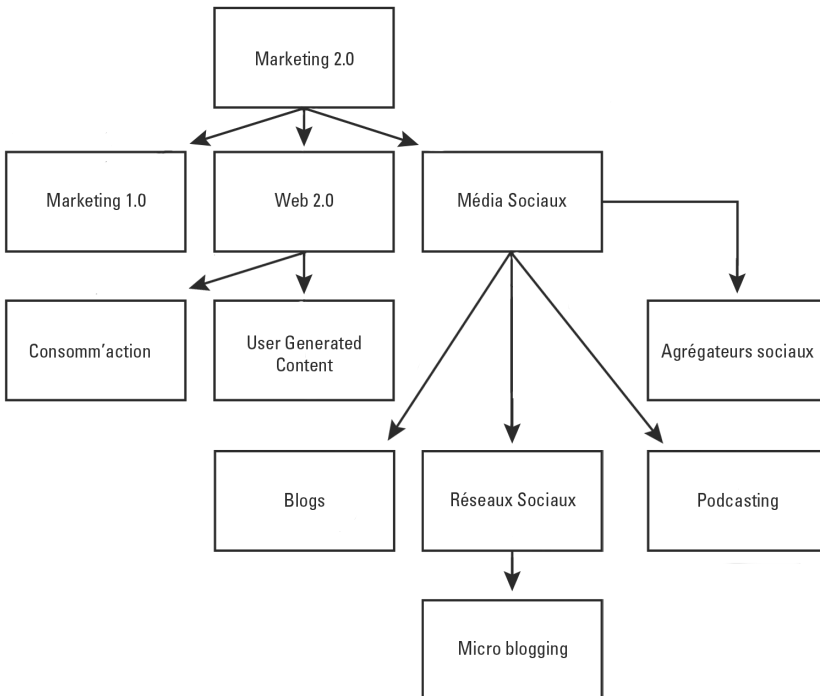 Marketing 2.0
Marketing 1.0
Web 2.0
Média Sociaux
Consomm'action
User Generated
Content
Agrégateurs sociaux
Blogs
Réseaux Sociaux
Podcasting
Micro blogging